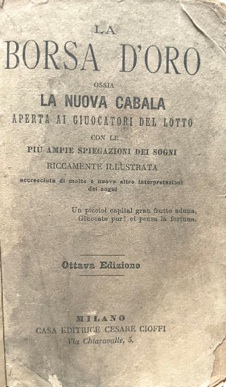 LA
BORSA D'ORO
OSSIA
LA NUOVA CABALA
APERTA AI GIUOCATORI DEL LOTTO
CON LE
PIÙ AMPIE SPIEGAZIONI DEI SOGNI
RICCAMENTE ILLUSTRATA
accresciuta di molte e nuove altre interpretazioni
dei sogni
Un picciol capital gran frutto aduna,
Giuocate pur! ei pensa la fortuna.
Ottava Edizione
MILANO
CASA EDITRICE CESARE CIOFFI
Via Chiaravalle, 5.